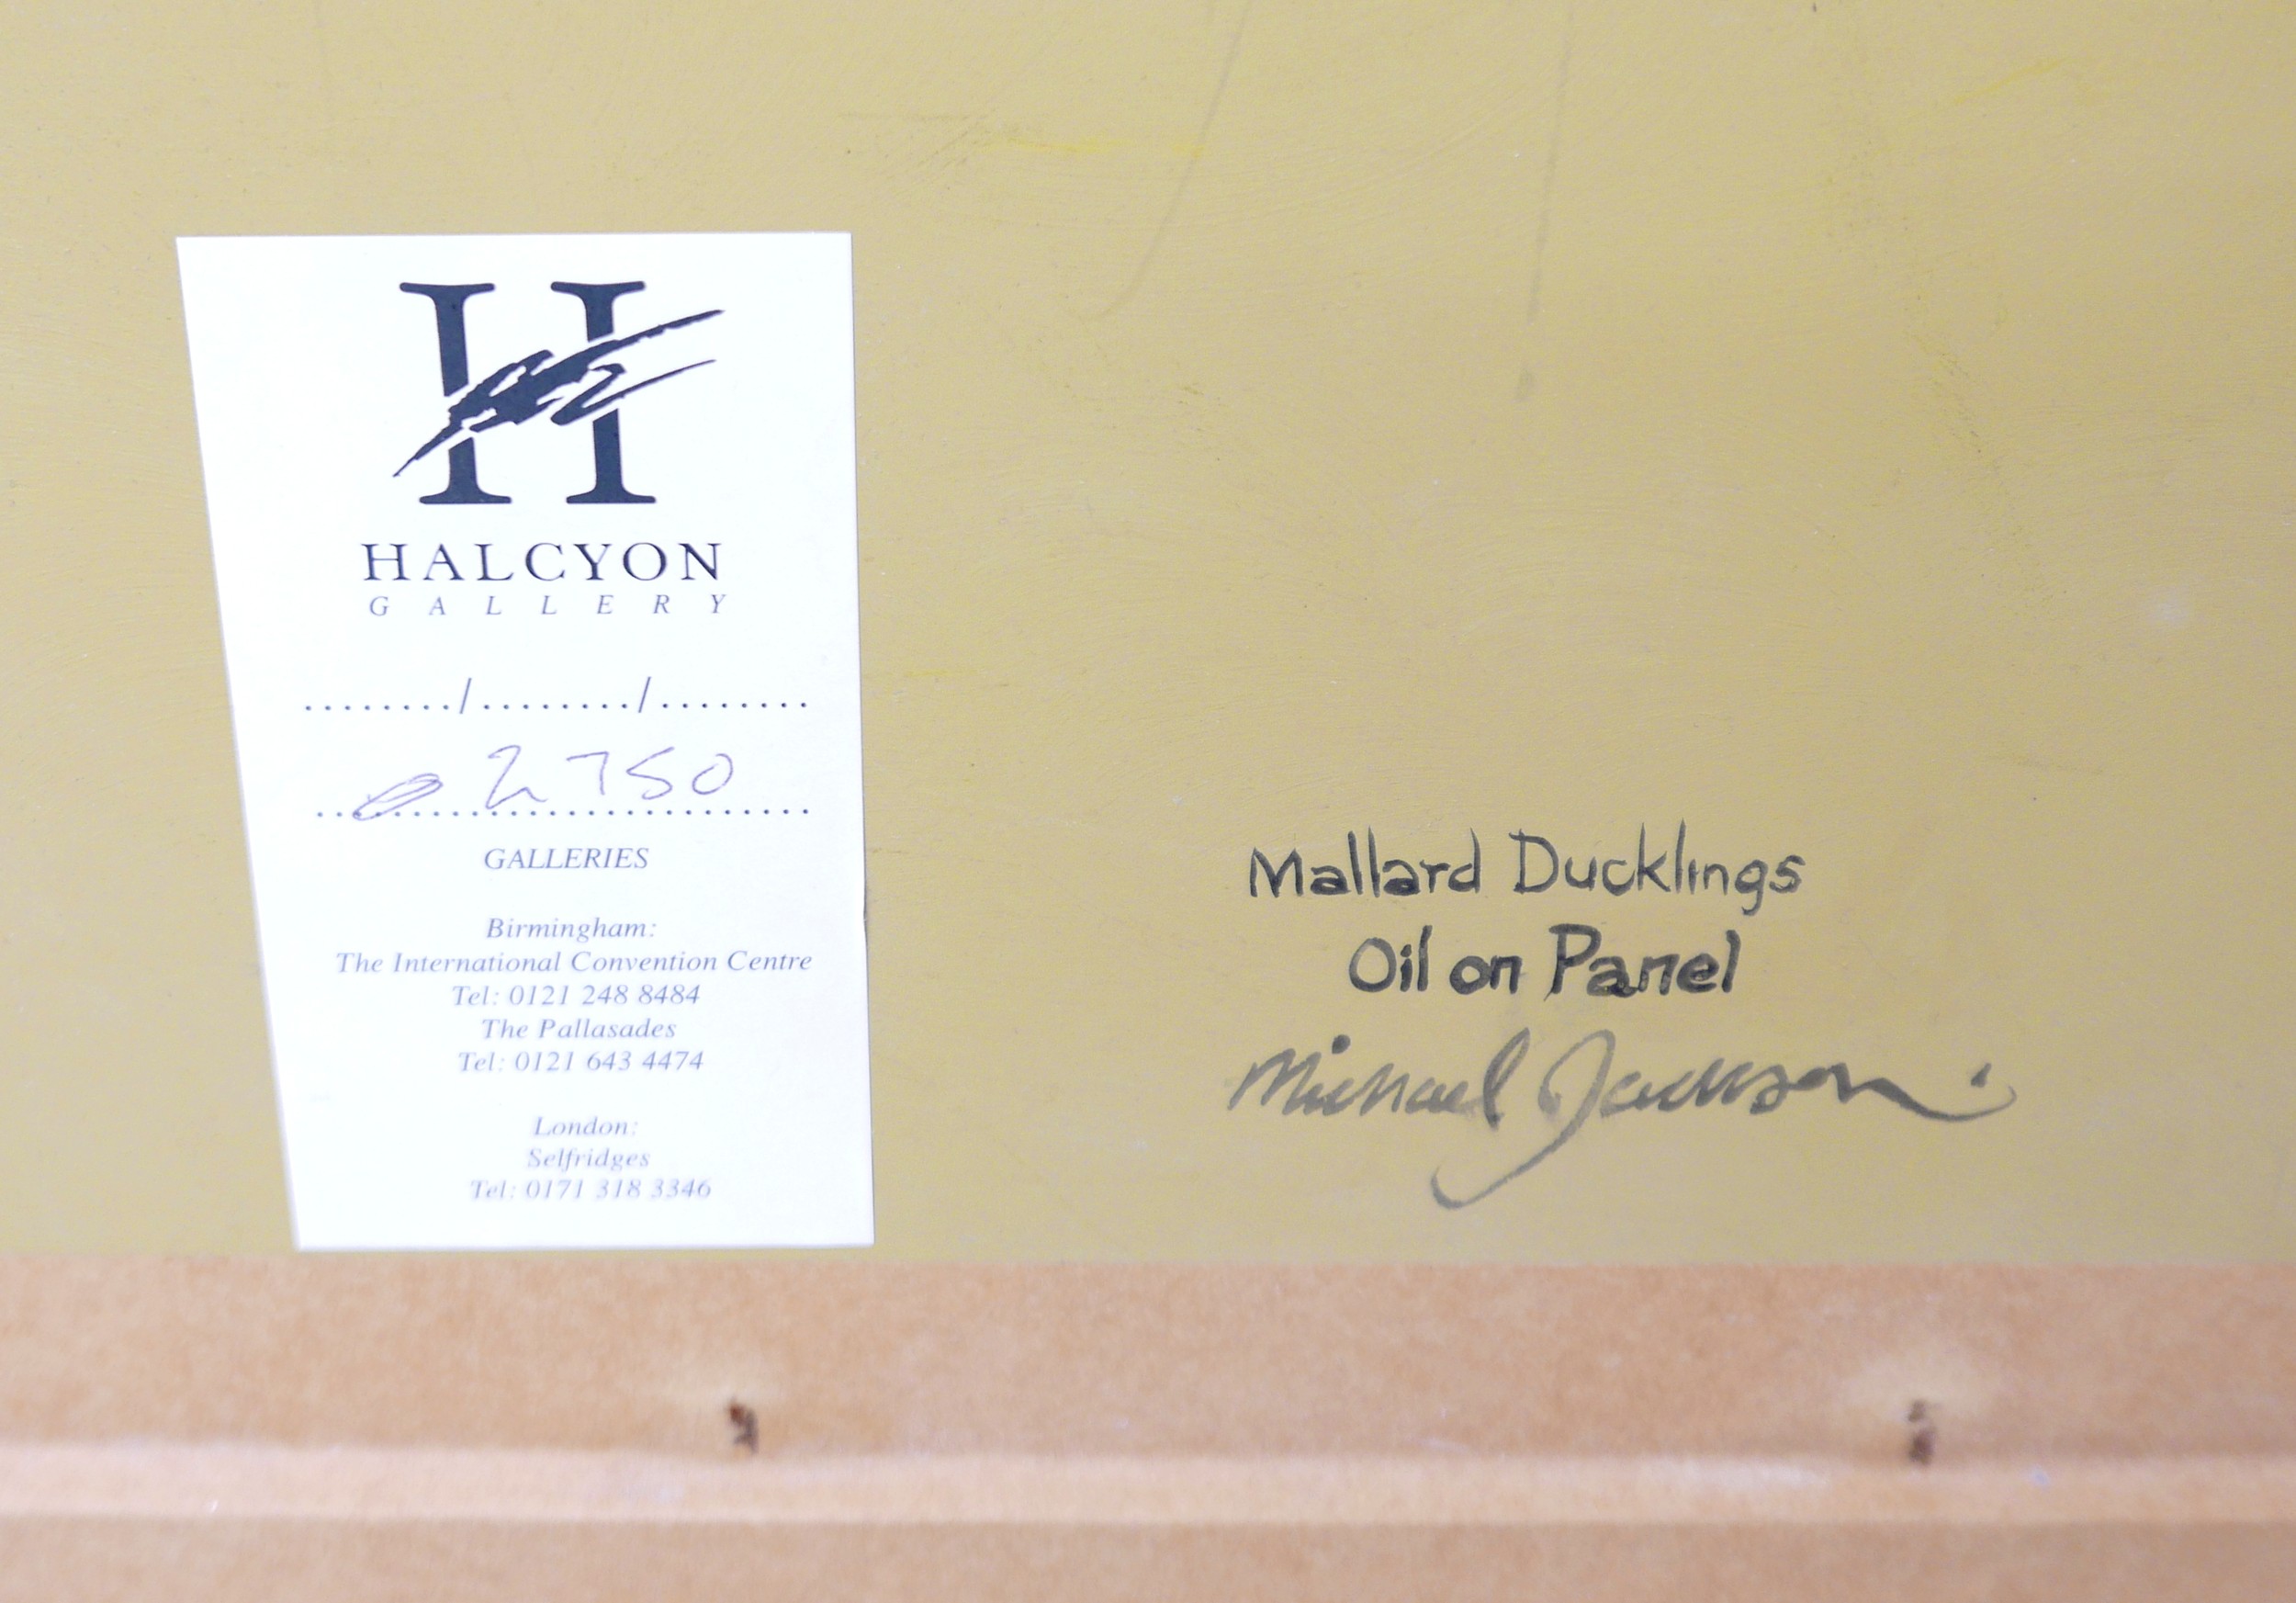 H
HALCYON
GALLERY
......../......../........
2750
GALLERIES
Birmingham:
The International Convention Centre
Tel: 0121 248 8484
The Pallasades
Tel: 0121 643 4474
London:
Selfridges
Tel: 0171 318 3346
Mallard Ducklings
Oil on Panel
Michael Jackson.